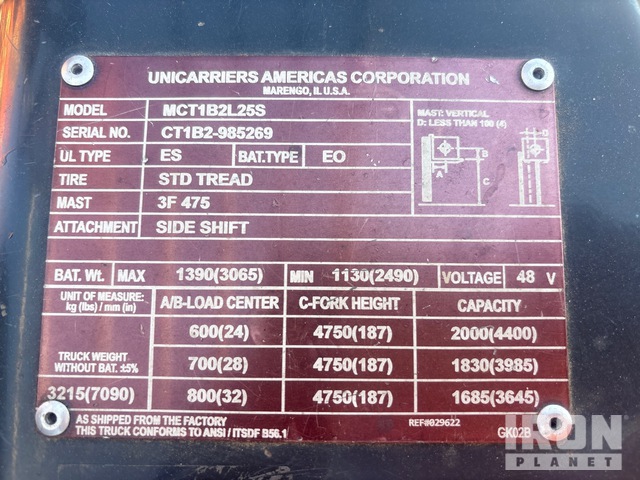 UNICARRIERS AMERICAS CORPORATION
MARENGO, IL U.S.A.
MODEL MCT1B2L25S
SERIAL NO. CT1B2-985269
UL TYPE ES BAT.TYPE EO
TIRE STD TREAD
MAST 3F 475
ATTACHMENT SIDE SHIFT
MAST: VERTICAL
D: LESS THAN 100 (4)
A B
C
BAT. Wt. MAX 1390(3065) MIN 1130(2490) VOLTAGE 48 V
UNIT OF MEASURE:
kg (lbs) / mm (in)
A/B-LOAD CENTER C-FORK HEIGHT CAPACITY
600(24) 4750(187) 2000(4400)
TRUCK WEIGHT
WITHOUT BAT. ±5%
700(28) 4750(187) 1830(3985)
3215(7090) 800(32) 4750(187) 1685(3645)
AS SHIPPED FROM THE FACTORY
THIS TRUCK CONFORMS TO ANSI / ITSDF B56.1
REF#029622
GK02B
IRON
PLANET